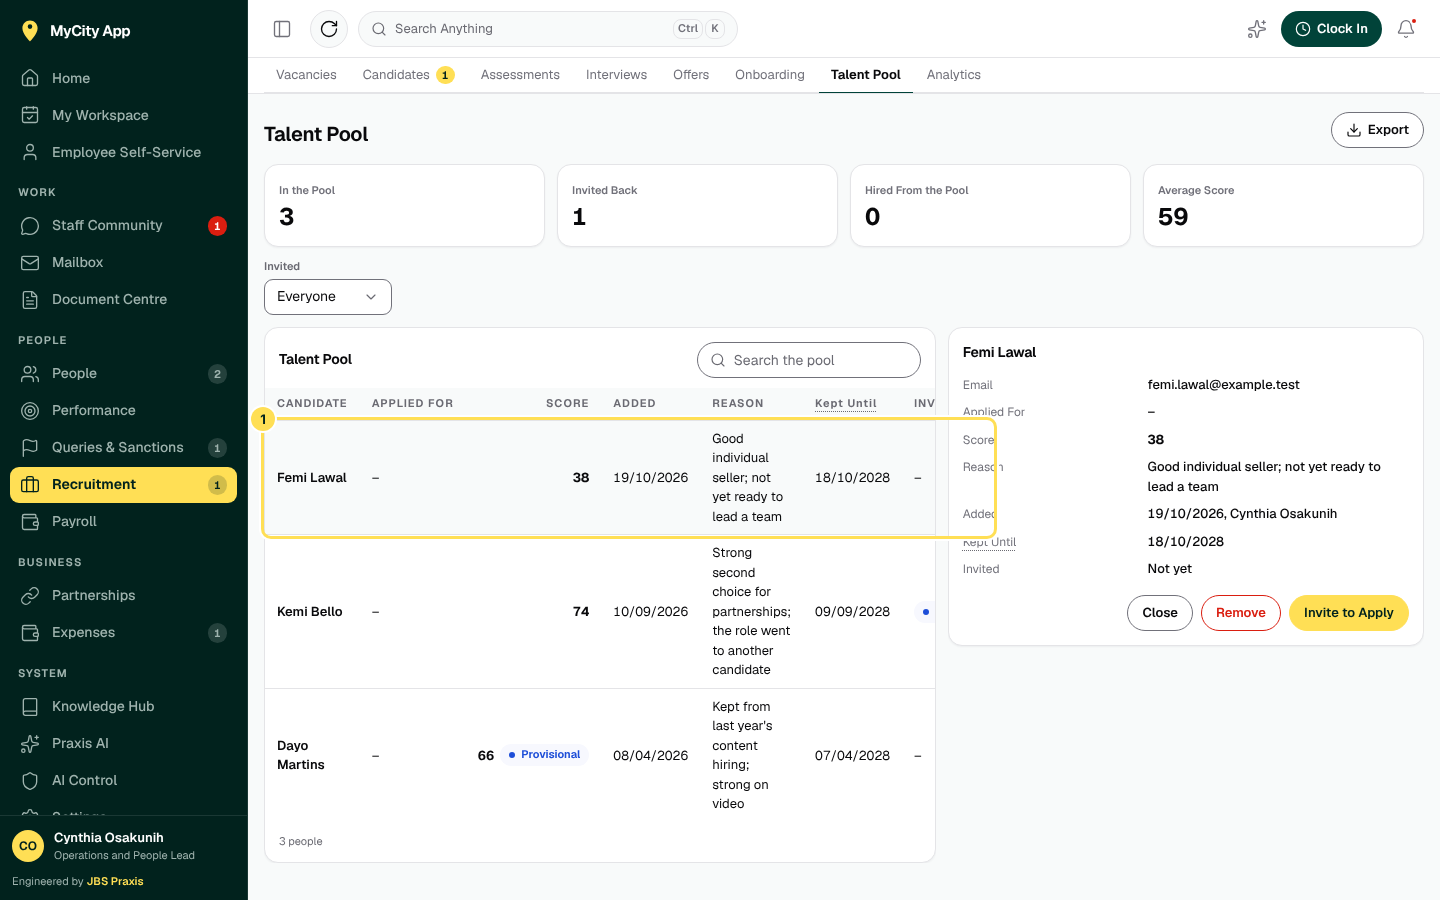 MyCity App
Home
My Workspace
Employee Self-Service
WORK
Staff Community 1
Mailbox
Document Centre
PEOPLE
People 2
Performance
Queries & Sanctions 1
Recruitment 1
Payroll
BUSINESS
Partnerships
Expenses 1
SYSTEM
Knowledge Hub
Praxis AI
AI Control
CO
Cynthia Osakunih
Operations and People Lead
Engineered by JBS Praxis
Search Anything Ctrl K
Clock In
Vacancies Candidates 1 Assessments Interviews Offers Onboarding Talent Pool Analytics
Talent Pool
Export
In the Pool
3
Invited Back
1
Hired From the Pool
0
Average Score
59
Invited
Everyone
Talent Pool
Search the pool
CANDIDATE APPLIED FOR SCORE ADDED REASON Kept Until INV
1
Femi Lawal – 38 19/10/2026
Good
individual
seller; not
yet ready to
lead a team
18/10/2028 –
Kemi Bello – 74 10/09/2026
Strong
second
choice for
partnerships;
the role went
to another
candidate
09/09/2028
Dayo
Martins
– 66 Provisional 08/04/2026
Kept from
last year's
content
hiring;
strong on
video
07/04/2028 –
3 people
Femi Lawal
Email femi.lawal@example.test
Applied For –
Score 38
Reason Good individual seller; not yet ready to
lead a team
Added 19/10/2026, Cynthia Osakunih
Kept Until 18/10/2028
Invited Not yet
Close Remove Invite to Apply